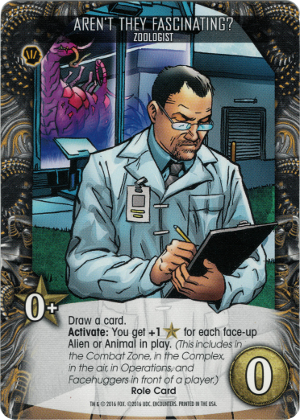 AREN'T THEY FASCINATING?
ZOOLOGIST
0+
Draw a card.
Activate: You get +1 for each face-up
Alien or Animal in play. (This includes in
the Combat Zone, in the Complex,
in the air, in Operations, and
Facehuggers in front of a player.)
Role Card
0
TM & © 2016 FOX. ©2016 UDC. ENCOUNTERS. PRINTED IN THE USA.